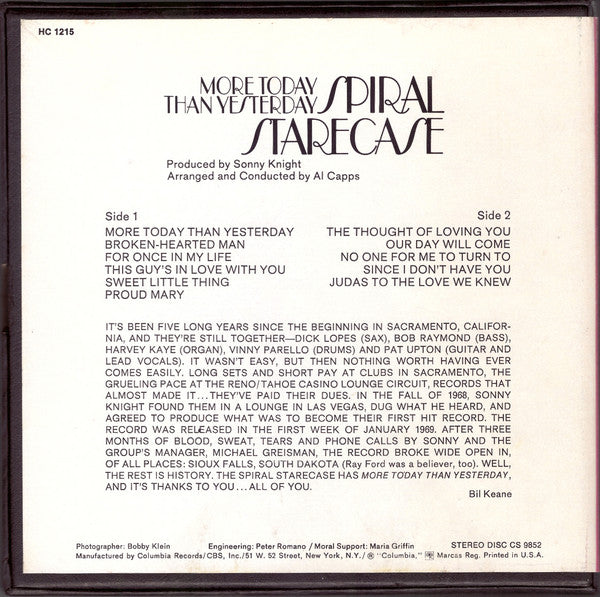 HC 1215
MORE TODAY
THAN YESTERDAY SPIRAL
STARECASE
Produced by Sonny Knight
Arranged and Conducted by Al Capps
Side 1
MORE TODAY THAN YESTERDAY
BROKEN-HEARTED MAN
FOR ONCE IN MY LIFE
THIS GUY'S IN LOVE WITH YOU
SWEET LITTLE THING
PROUD MARY
Side 2
THE THOUGHT OF LOVING YOU
OUR DAY WILL COME
NO ONE FOR ME TO TURN TO
SINCE I DON'T HAVE YOU
JUDAS TO THE LOVE WE KNEW
IT'S BEEN FIVE LONG YEARS SINCE THE BEGINNING IN SACRAMENTO, CALIFOR-
NIA, AND THEY'RE STILL TOGETHER—DICK LOPES (SAX), BOB RAYMOND (BASS),
HARVEY KAYE (ORGAN), VINNY PARELLO (DRUMS) AND PAT UPTON (GUITAR AND
LEAD VOCALS). IT WASN'T EASY, BUT THEN NOTHING WORTH HAVING EVER
COMES EASILY. LONG SETS AND SHORT PAY AT CLUBS IN SACRAMENTO, THE
GRUELING PACE AT THE RENO/TAHOE CASINO LOUNGE CIRCUIT, RECORDS THAT
ALMOST MADE IT...THEY'VE PAID THEIR DUES. IN THE FALL OF 1968, SONNY
KNIGHT FOUND THEM IN A LOUNGE IN LAS VEGAS, DUG WHAT HE HEARD, AND
AGREED TO PRODUCE WHAT WAS TO BECOME THEIR FIRST HIT RECORD. THE
RECORD WAS RELEASED IN THE FIRST WEEK OF JANUARY 1969. AFTER THREE
MONTHS OF BLOOD, SWEAT, TEARS AND PHONE CALLS BY SONNY AND THE
GROUP'S MANAGER, MICHAEL GREISMAN, THE RECORD BROKE WIDE OPEN IN,
OF ALL PLACES: SIOUX FALLS, SOUTH DAKOTA (Ray Ford was a believer, too). WELL,
THE REST IS HISTORY. THE SPIRAL STARECASE HAS MORE TODAY THAN YESTERDAY,
AND IT'S THANKS TO YOU...ALL OF YOU.
Bil Keane
Photographer: Bobby Klein Engineering: Peter Romano / Moral Support: Maria Griffin STEREO DISC CS 9852
Manufactured by Columbia Records/CBS, Inc./51 W. 52 Street, New York, N.Y./ ® "Columbia," Marcas Reg. Printed in U.S.A.